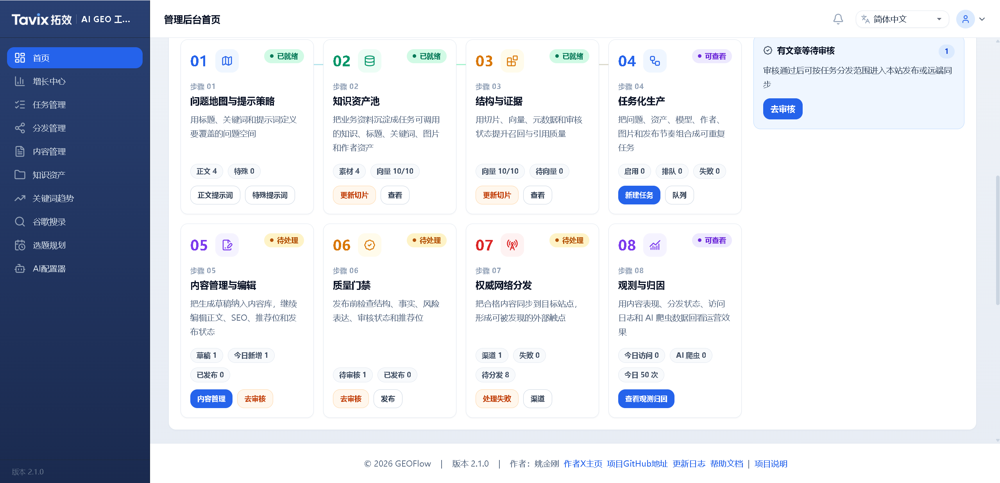 Tavix 拓效 AI GEO 工...
首页
增长中心
任务管理
分发管理
内容管理
知识资产
关键词趋势
谷歌搜录
选题规划
AI配置器
版本 2.1.0
管理后台首页
简体中文
01
已就绪
步骤 01
问题地图与提示策略
用标题、关键词和提示词定义
要覆盖的问题空间
正文 4 特殊 0
正文提示词 特殊提示词
02
已就绪
步骤 02
知识资产池
把业务资料沉淀成任务可调用
的知识、标题、关键词、图片
和作者资产
素材 4 向量 10/10
更新切片 查看
03
已就绪
步骤 03
结构与证据
用切片、向量、元数据和审核
状态提升召回与引用质量
向量 10/10 待向量 0
更新切片 查看
04
可查看
步骤 04
任务化生产
把问题、资产、模型、作者、
图片和发布节奏组合成可重复
任务
启用 0 排队 0 失败 0
新建任务 队列
有文章等待审核 1
审核通过后可按任务分发范围进入本站发布或远端同
步
去审核
05
待处理
步骤 05
内容管理与编辑
把生成草稿纳入内容库，继续
编辑正文、SEO、推荐位和发
布状态
草稿 1 今日新增 1
已发布 0
内容管理 去审核
06
待处理
步骤 06
质量门禁
发布前检查结构、事实、风险
表达、审核状态和推荐位
待审核 1 已发布 0
去审核 发布
07
待处理
步骤 07
权威网络分发
把合格内容同步到目标站点，
形成可被发现的外部触点
渠道 1 失败 0
待分发 8
处理失败 渠道
08
可查看
步骤 08
观测与归因
用内容表现、分发状态、访问
日志和 AI 爬虫数据回看运营效
果
今日访问 0 AI 爬虫 0
今日 50 次
查看观测归因
© 2026 GEOFlow | 版本 2.1.0 | 作者：姚金刚 作者X主页 项目GitHub地址 更新日志 帮助文档 | 项目说明